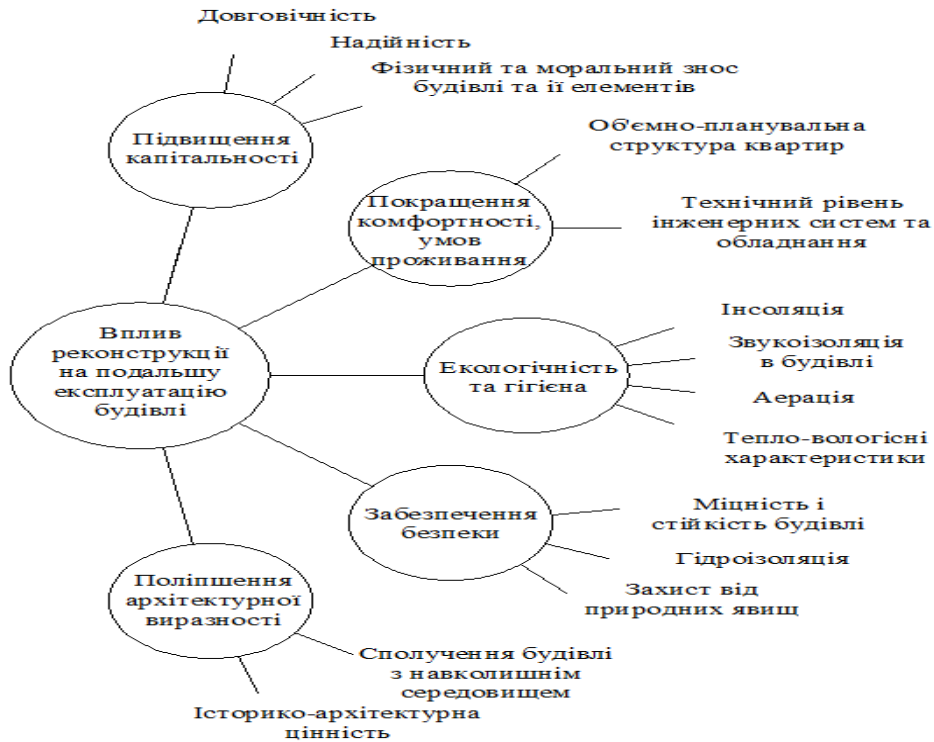 Довговічність
Надійність
Фізичний та моральний знос
будівлі та ії елементів
Підвищення
капітальності
Об'ємно-планувальна
структура квартир
Покращення
комфортності,
умов
проживання
Технічний рівень
інженерних систем та
обладнання
Вплив
реконструкції
на подальшу
експлуатацію
будівлі
Екологічність
та гігієна
Інсоляція
Звукоізоляція
в будівлі
Аерація
Тепло-вологісні
характеристики
Забезпечення
безпеки
Міцність і
стійкість будівлі
Гідроізоляція
Захист від
природних явищ
Поліпшення
архітектурної
виразності
Сполучення будівлі
з навколишнім
середовищем
Історико-архітектурна
цінність